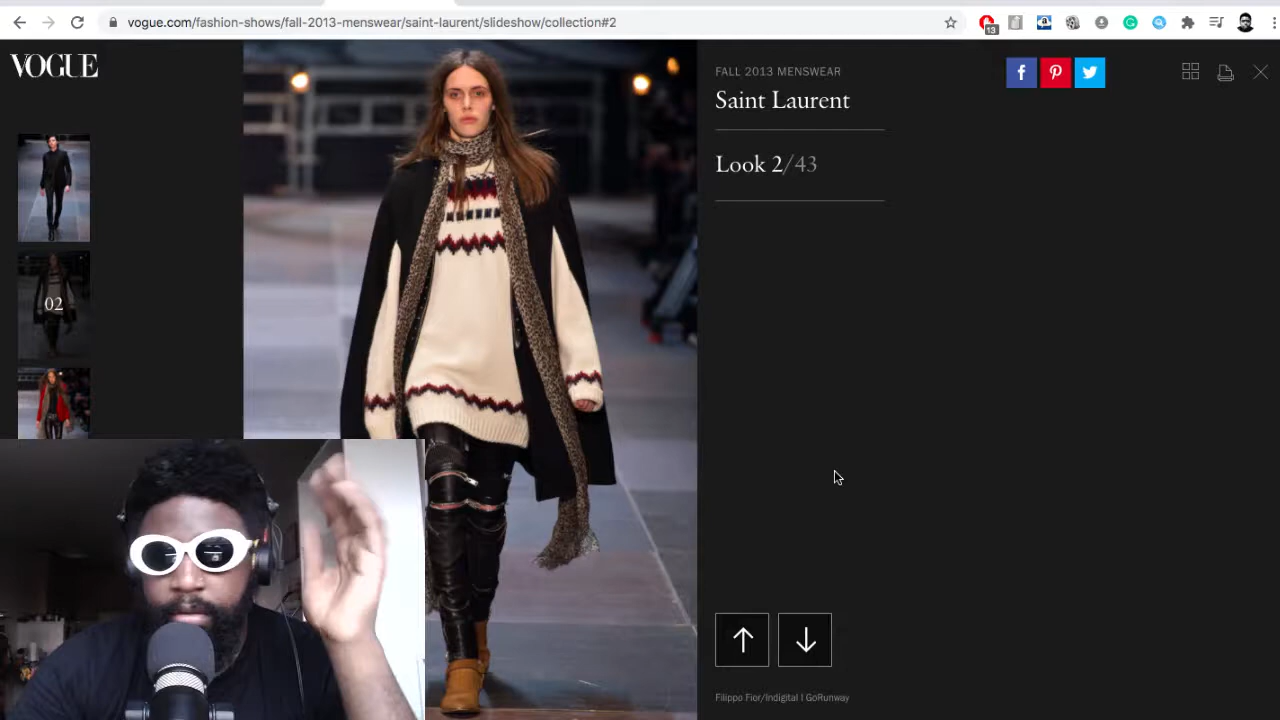 vogue.com/fashion-shows/fall-2013-menswear/saint-laurent/slideshow/collection#2
13
VOGUE
FALL 2013 MENSWEAR
Saint Laurent
Look 2/43
02
Filippo Fior/Indigital | GoRunway